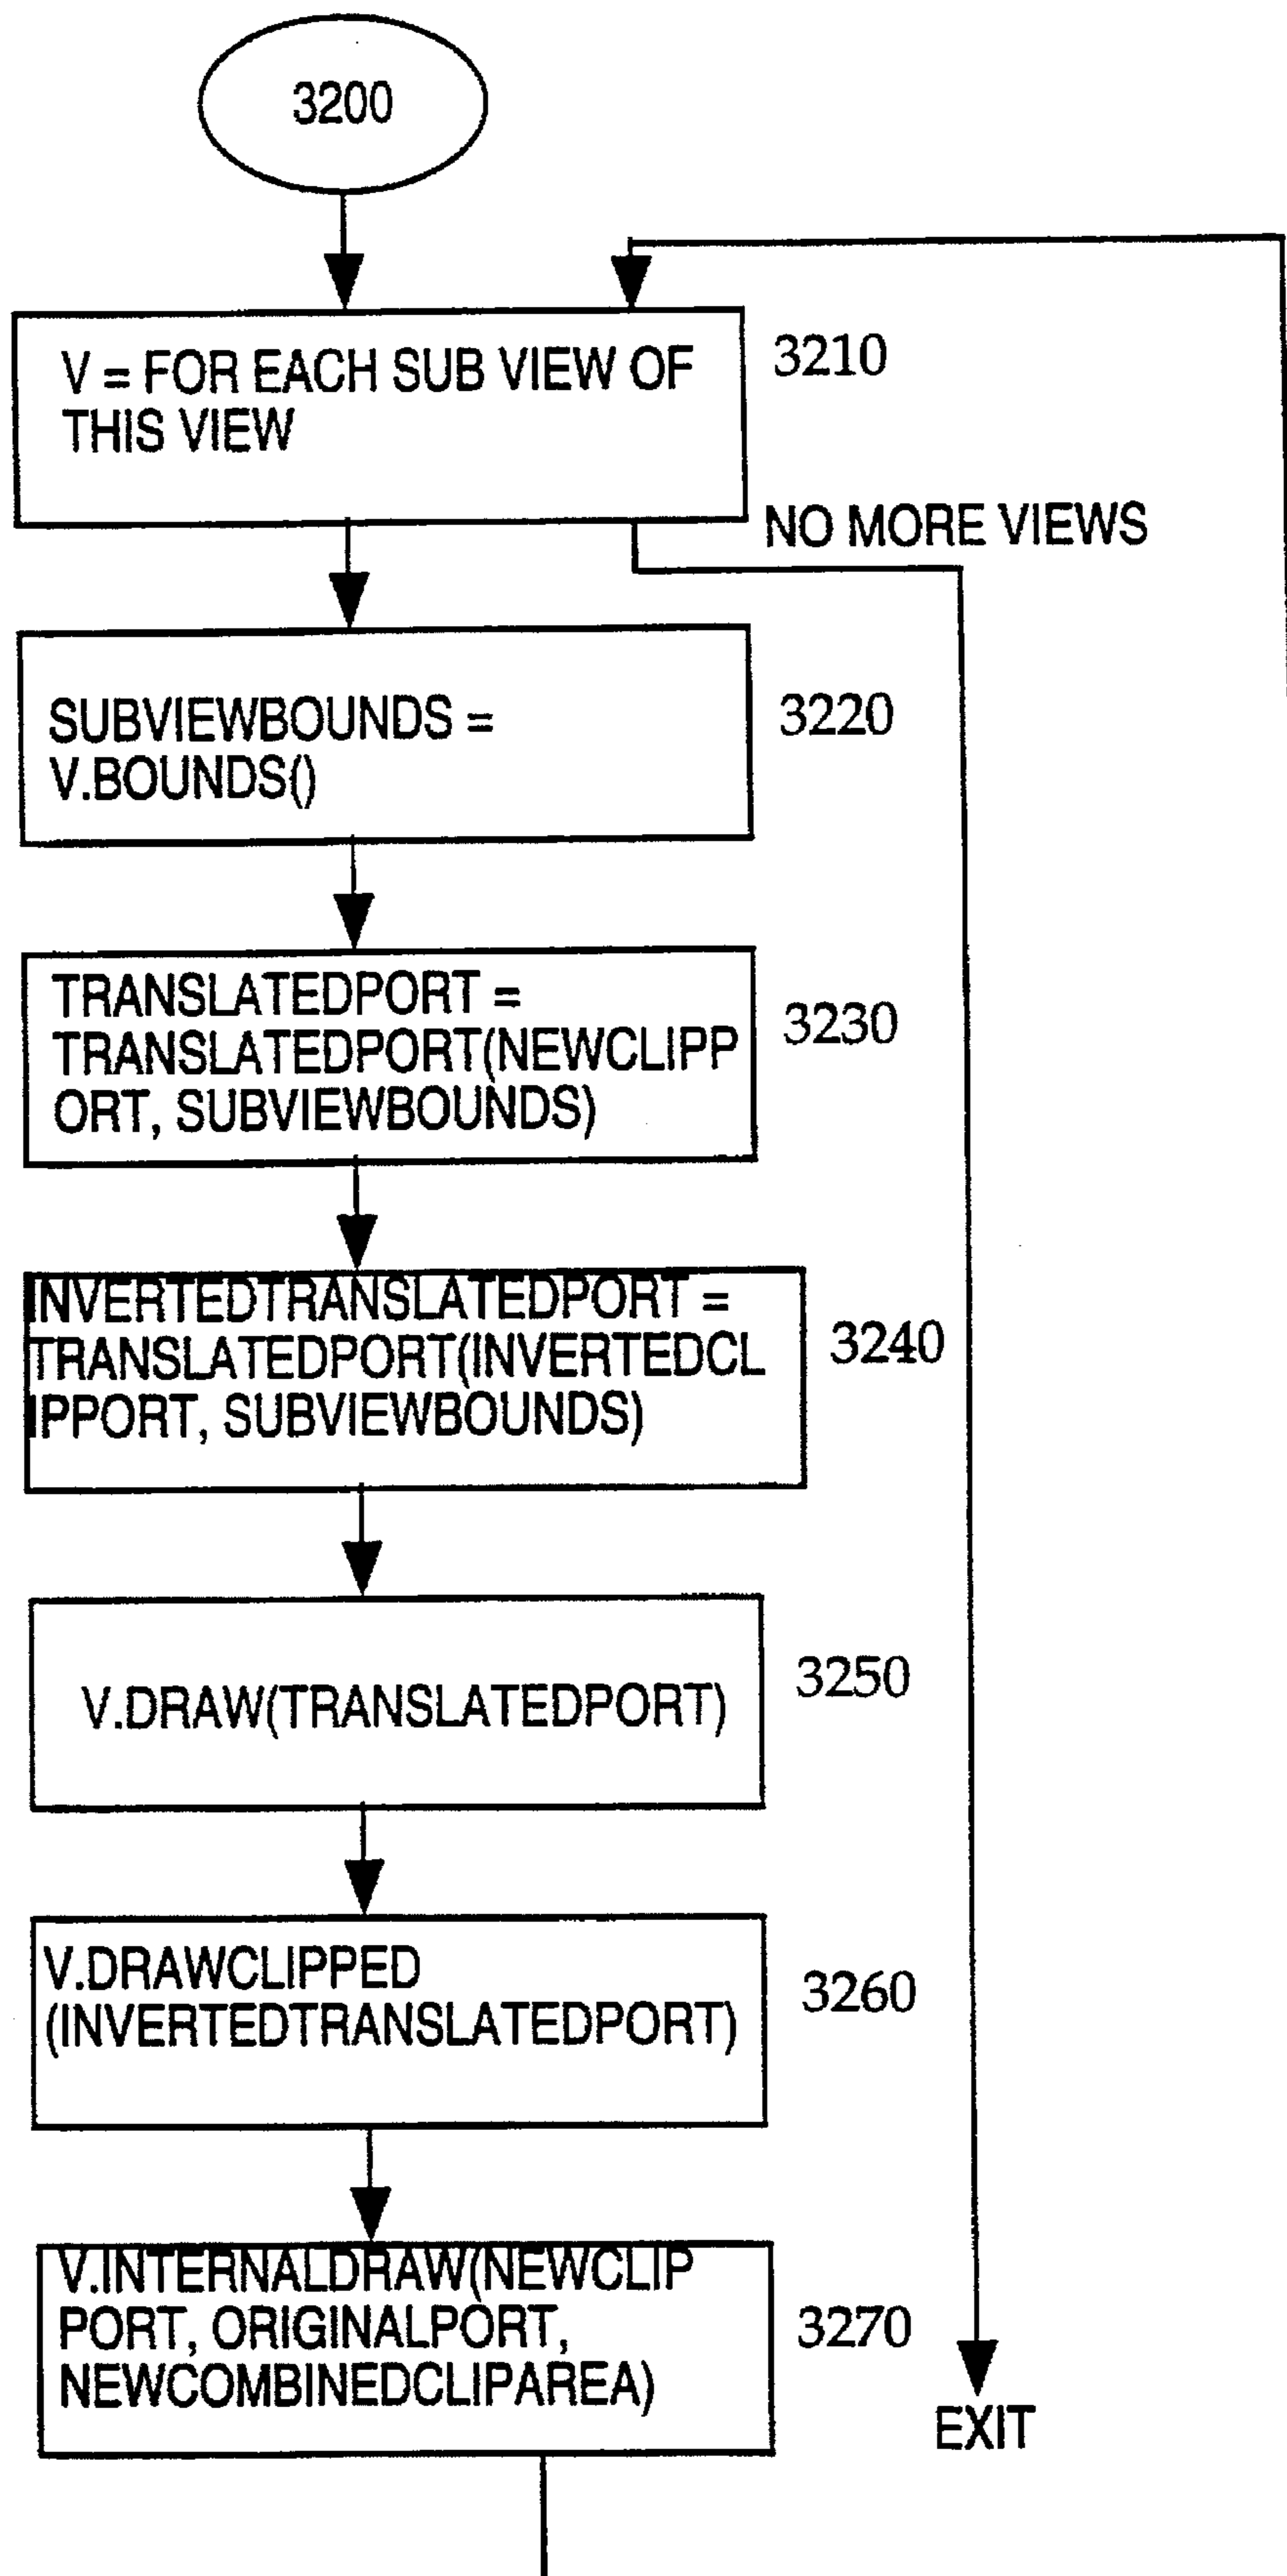 3200
V = FOR EACH SUB VIEW OF
THIS VIEW
3210
NO MORE VIEWS
SUBVIEWBOUNDS =
V.BOUNDS()
3220
TRANSLATEDPORT =
TRANSLATEDPORT(NEWCLIPP
ORT, SUBVIEWBOUNDS)
3230
INVERTEDTRANSLATEDPORT =
TRANSLATEDPORT(INVERTEDCL
IPPORT, SUBVIEWBOUNDS)
3240
V.DRAW(TRANSLATEDPORT)
3250
V.DRAWCLIPPED
(INVERTEDTRANSLATEDPORT)
3260
V.INTERNALDRAW(NEWCLIP
PORT, ORIGINALPORT,
NEWCOMBINEDCLIPAREA)
3270
EXIT